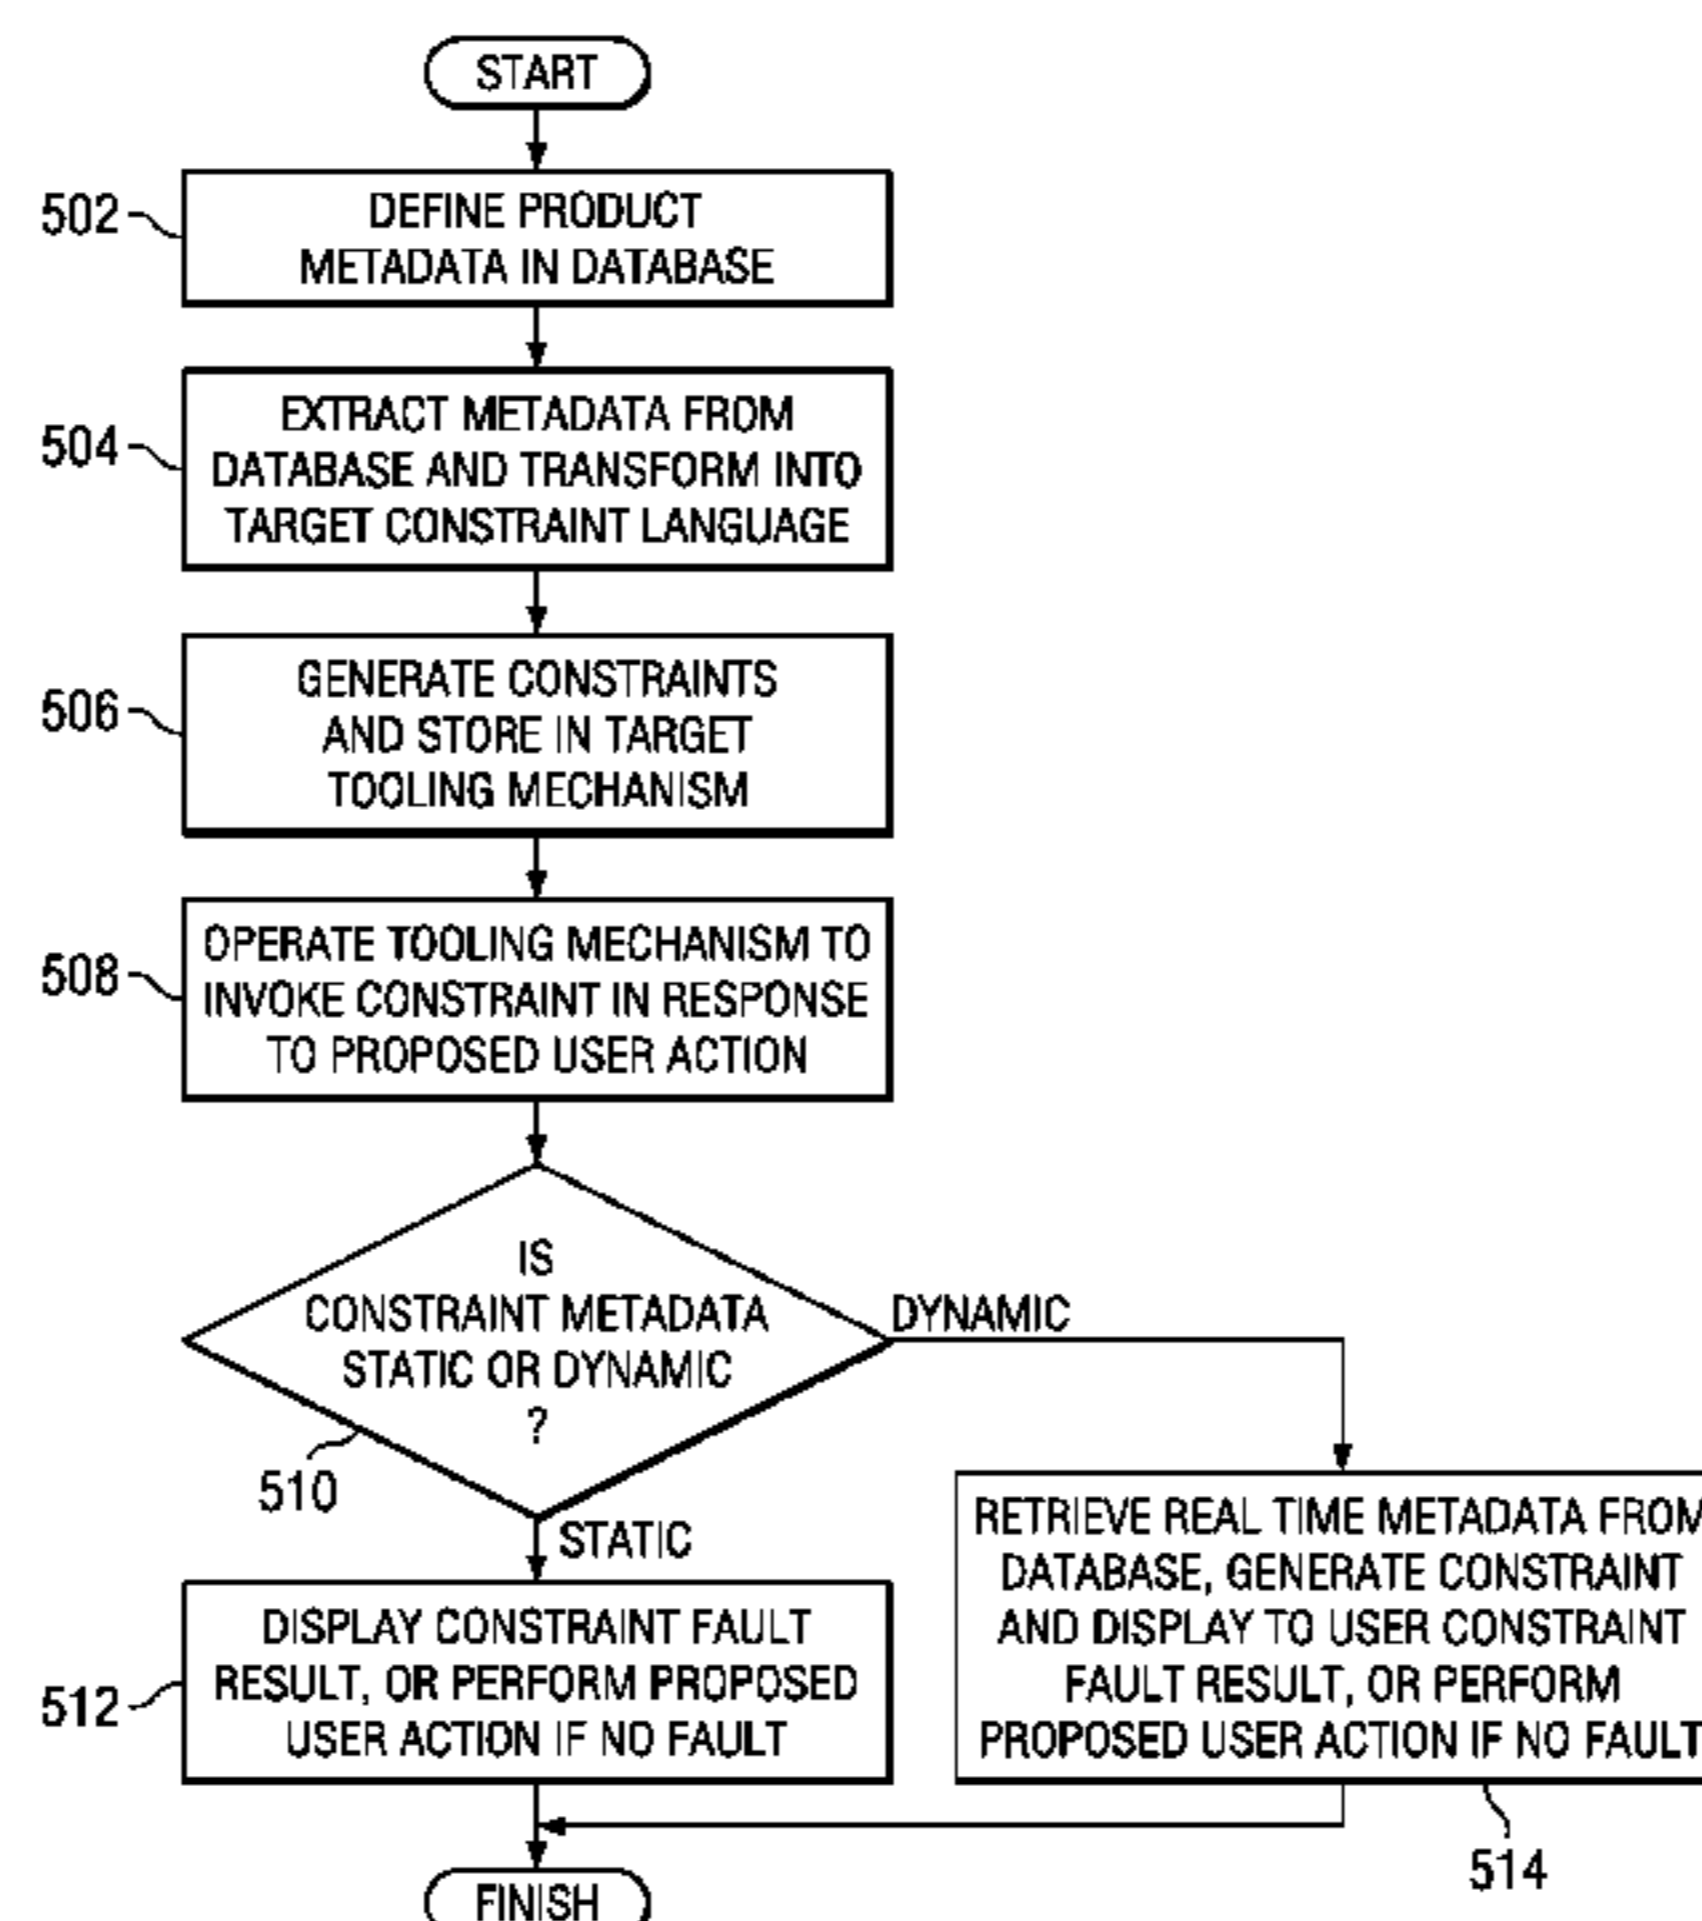 START
502
DEFINE PRODUCT
METADATA IN DATABASE
504
EXTRACT METADATA FROM
DATABASE AND TRANSFORM INTO
TARGET CONSTRAINT LANGUAGE
506
GENERATE CONSTRAINTS
AND STORE IN TARGET
TOOLING MECHANISM
508
OPERATE TOOLING MECHANISM TO
INVOKE CONSTRAINT IN RESPONSE
TO PROPOSED USER ACTION
IS
CONSTRAINT METADATA
STATIC OR DYNAMIC
?
510
DYNAMIC
STATIC
512
DISPLAY CONSTRAINT FAULT
RESULT, OR PERFORM PROPOSED
USER ACTION IF NO FAULT
RETRIEVE REAL TIME METADATA FROM
DATABASE, GENERATE CONSTRAINT
AND DISPLAY TO USER CONSTRAINT
FAULT RESULT, OR PERFORM
PROPOSED USER ACTION IF NO FAULT
514
FINISH